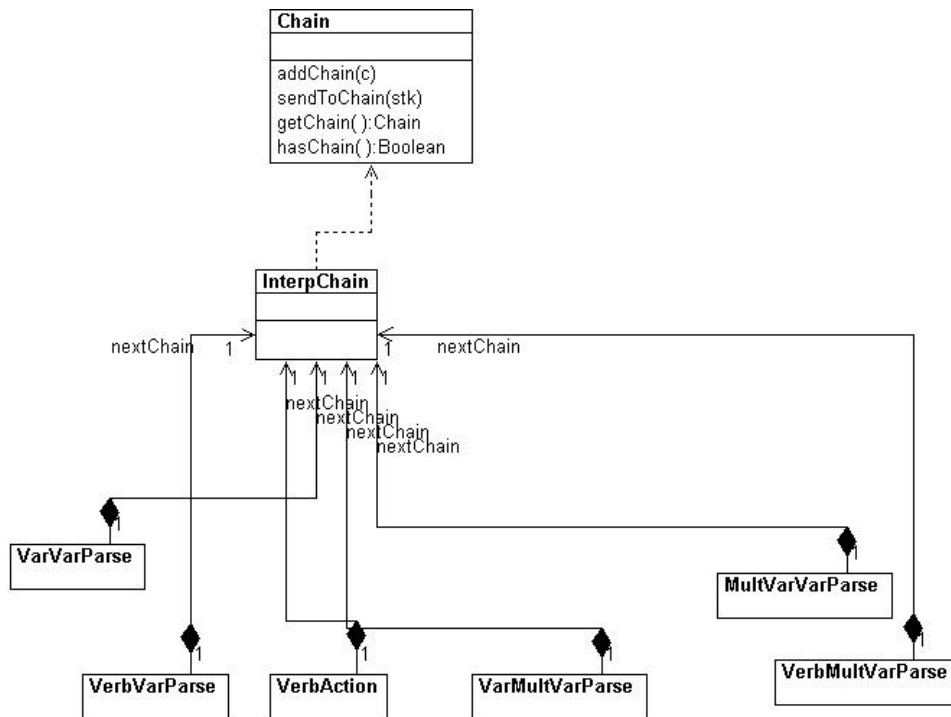 Chain
addChain(c)
sendToChain(stk)
getChain( ):Chain
hasChain( ):Boolean
InterpChain
nextChain 1
1 nextChain
1 1 1 1
nextChain
nextChain
nextChain
nextChain
1
VarVarParse
1
MultVarVarParse
1
1
1
1
VerbVarParse
VerbAction
VarMultVarParse
VerbMultVarParse